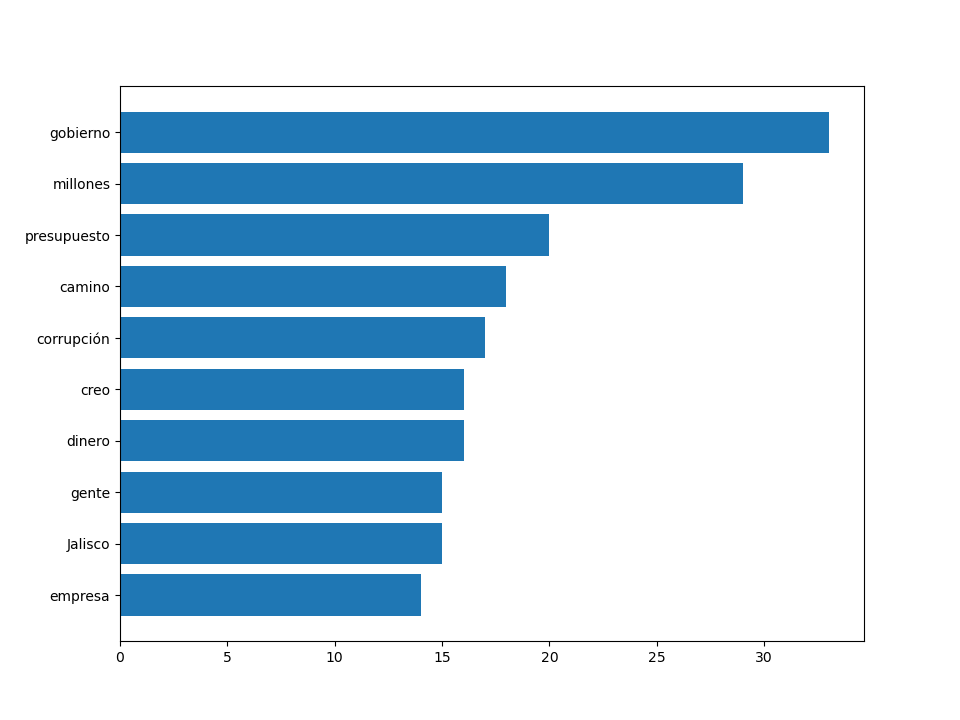 gobierno
millones
presupuesto
camino
corrupción
creo
dinero
gente
Jalisco
empresa
0 5 10 15 20 25 30